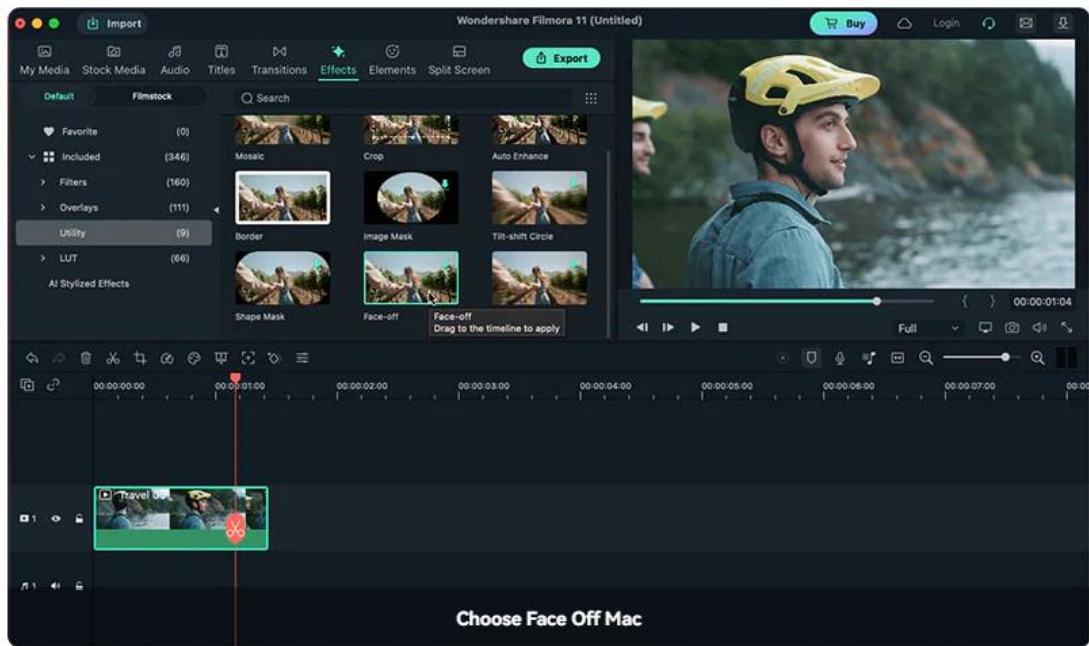 Import
Wondershare Filmora 11 (Untitled)
Buy
Login
My Media Stock Media Audio Titles Transitions Effects Elements Split Screen
Export
Default Filmstock
Search
Favorite (0)
Included (346)
Filters (160)
Overlays (111)
Utility (9)
LUT (66)
AI Stylized Effects
Mosaic Crop Auto Enhance
Border Image Mask Tilt-shift Circle
Shape Mask Face-off
Face-off
Drag to the timeline to apply
{ } 00:00:01:04
Full
00:00:00:00 00:00:01:00 00:00:02:00 00:00:03:00 00:00:04:00 00:00:05:00 00:00:06:00 00:00:07:00
Travel
1
1
Choose Face Off Mac